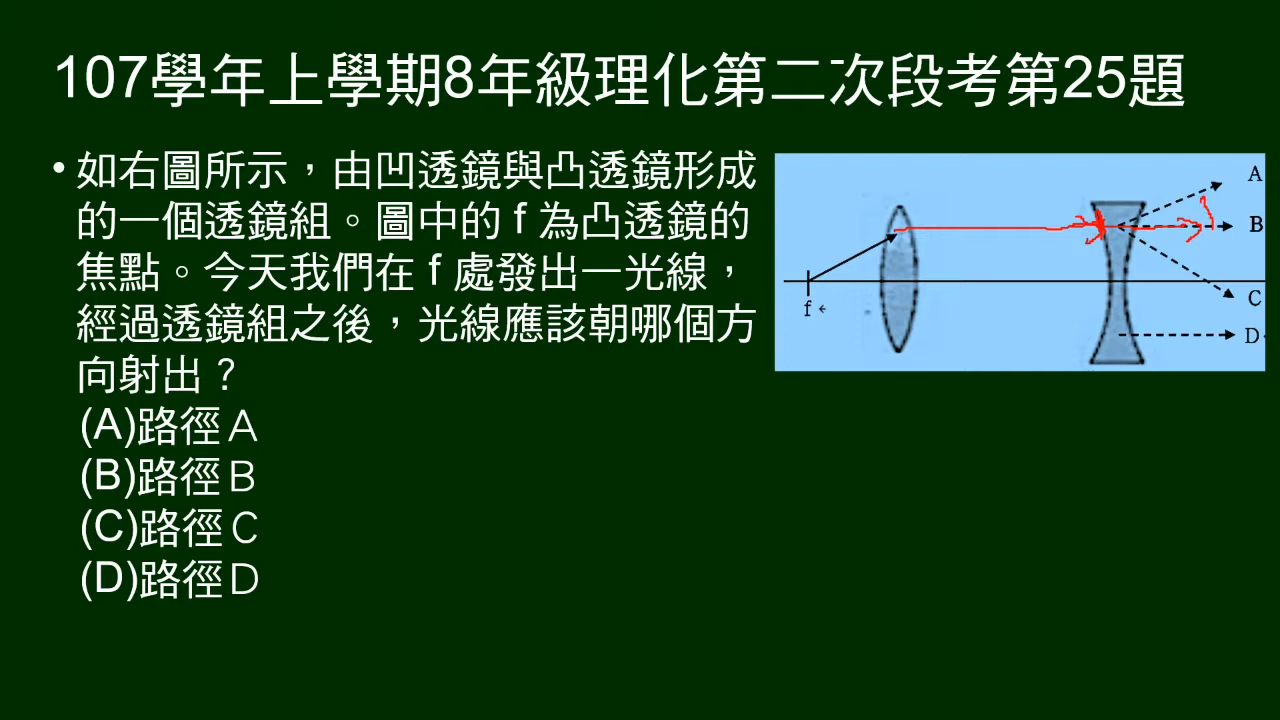 107學年上學期8年級理化第二次段考第25題
•如右圖所示，由凹透鏡與凸透鏡形成
的一個透鏡組。圖中的 f 為凸透鏡的
焦點。今天我們在 f 處發出一光線，
經過透鏡組之後，光線應該朝哪個方
向射出？
(A)路徑Ａ
(B)路徑Ｂ
(C)路徑Ｃ
(D)路徑Ｄ
A
B
C
D
f